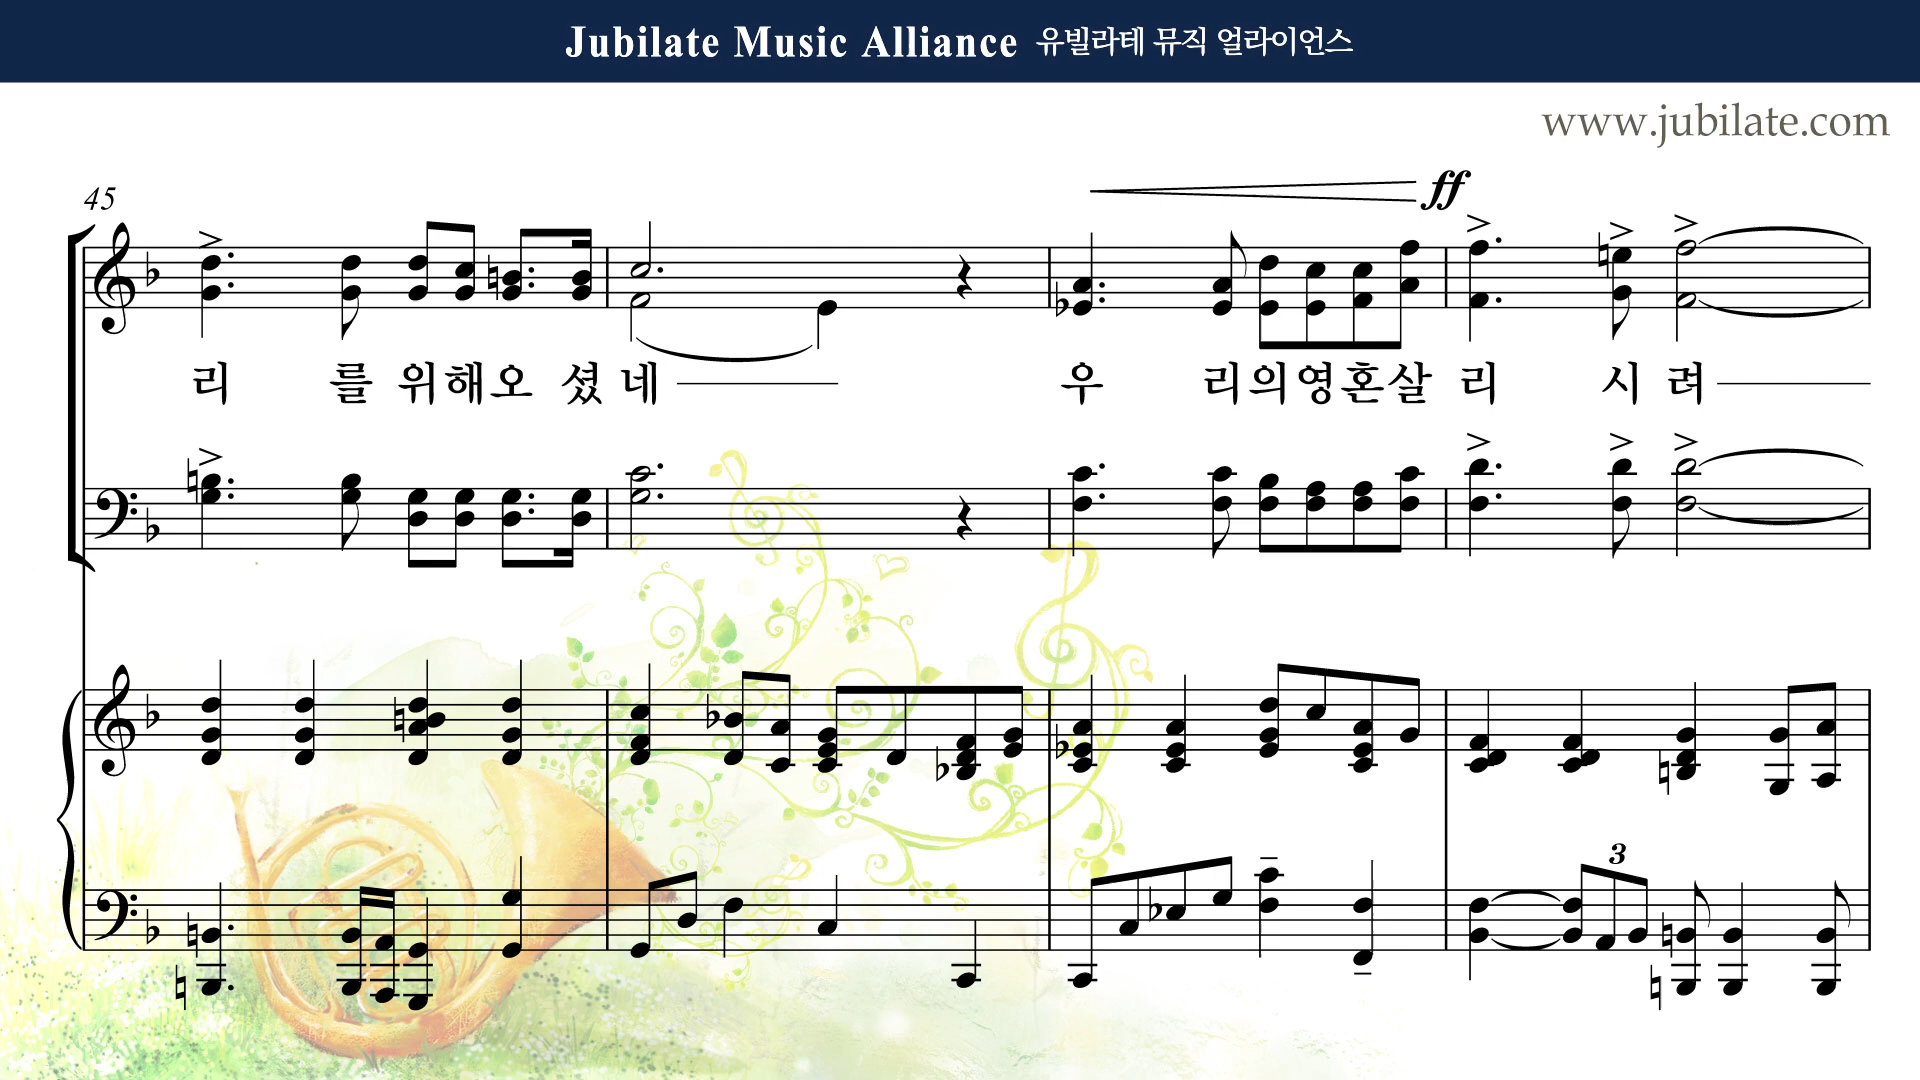 Jubilate Music Alliance 유빌라테 뮤직 얼라이언스
www.jubilate.com
45
ff
리 를 위해오 셨 네 우 리의영혼살 리 시 려
3